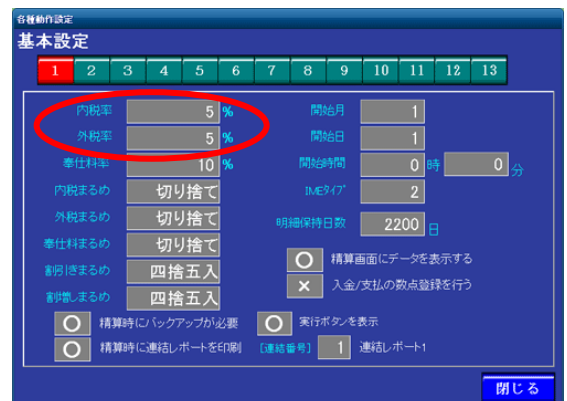 各種動作設定
基本設定
1 2 3 4 5 6 7 8 9 10 11 12 13
内税率 5 % 開始月 1
外税率 5 % 開始日 1
奉仕料率 10 % 開始時間 0 時 0 分
内税まるめ 切り捨て IMEタイプ 2
外税まるめ 切り捨て 明細保持日数 2200 日
奉仕料まるめ 切り捨て ○ 精算画面にデータを表示する
割引きまるめ 四捨五入 × 入金/支払の数点登録を行う
割増しまるめ 四捨五入
○ 精算時にバックアップが必要 ○ 実行ボタンを表示
○ 精算時に連結レポートを印刷 [連結番号] 1 連結レポート1
閉じる